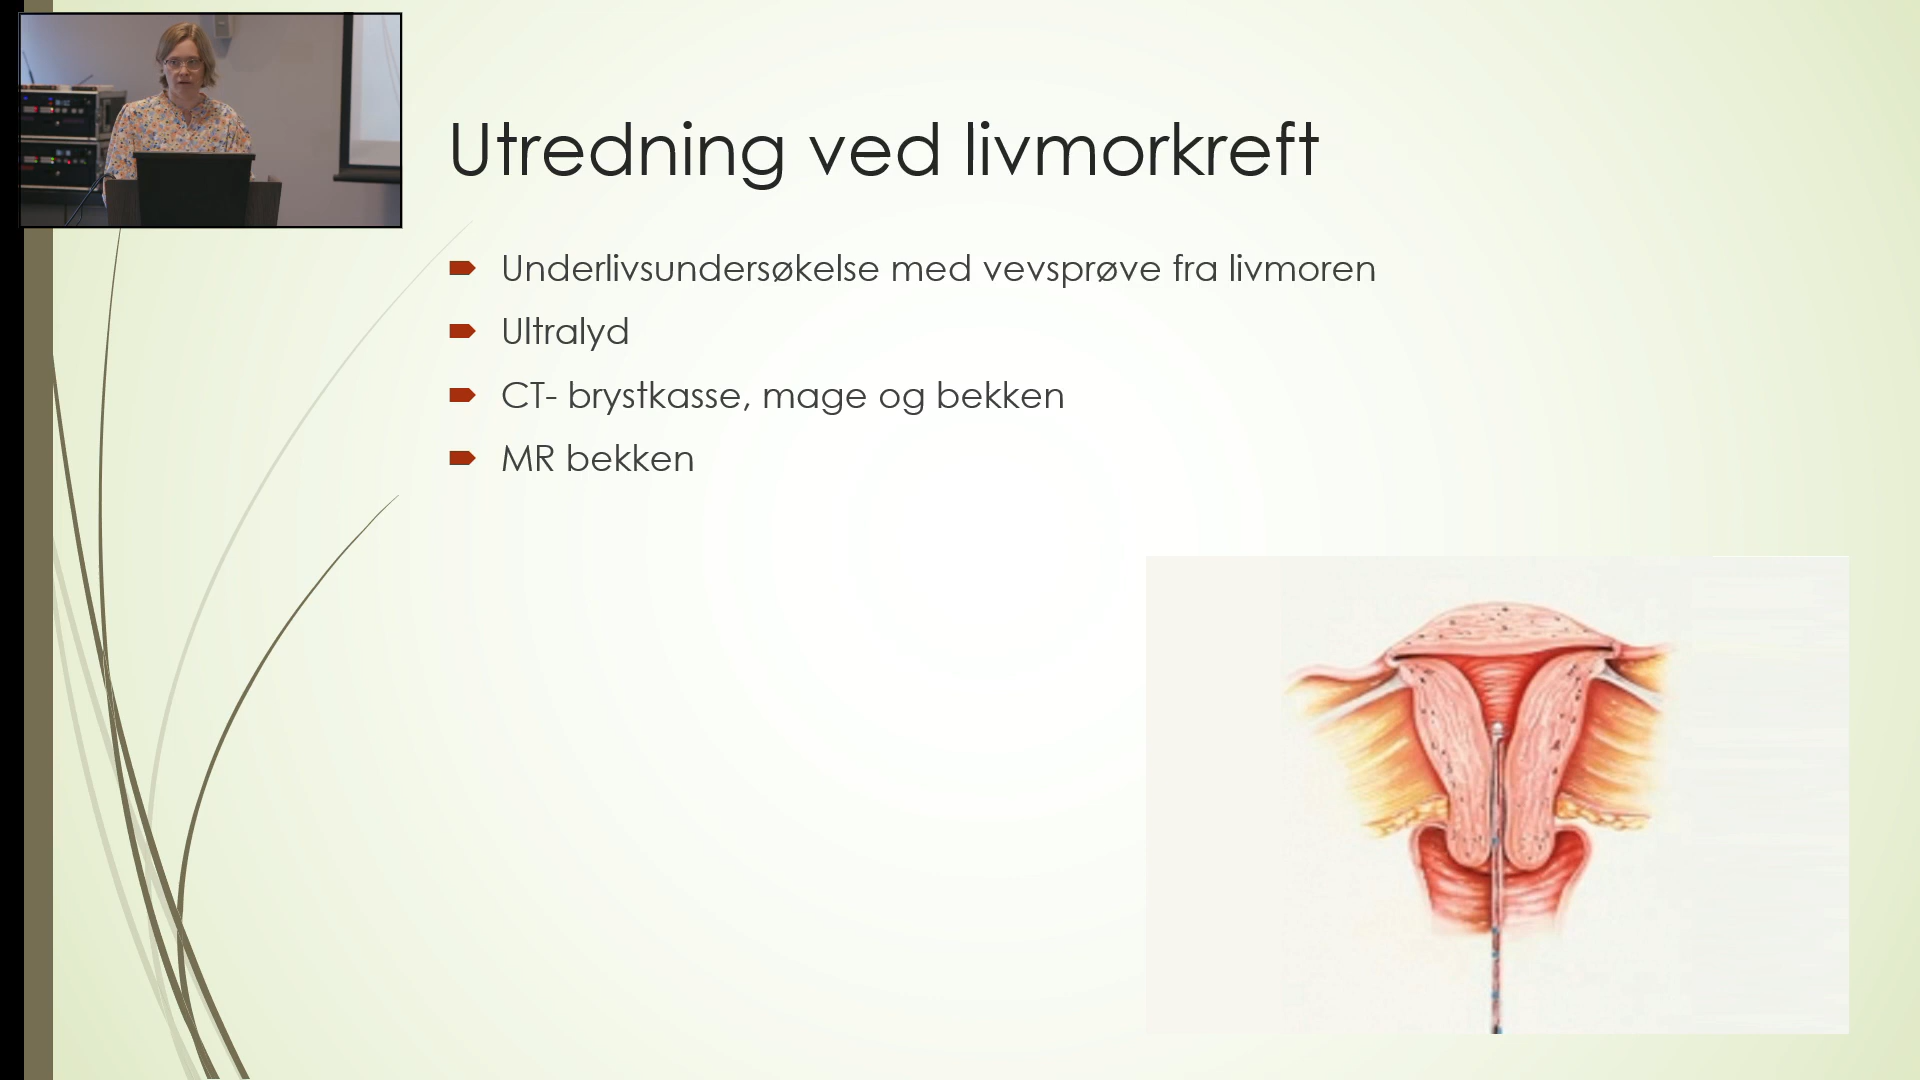 Utredning ved livmorkreft
Underlivsundersøkelse med vevsprøve fra livmoren
Ultralyd
CT- brystkasse, mage og bekken
MR bekken